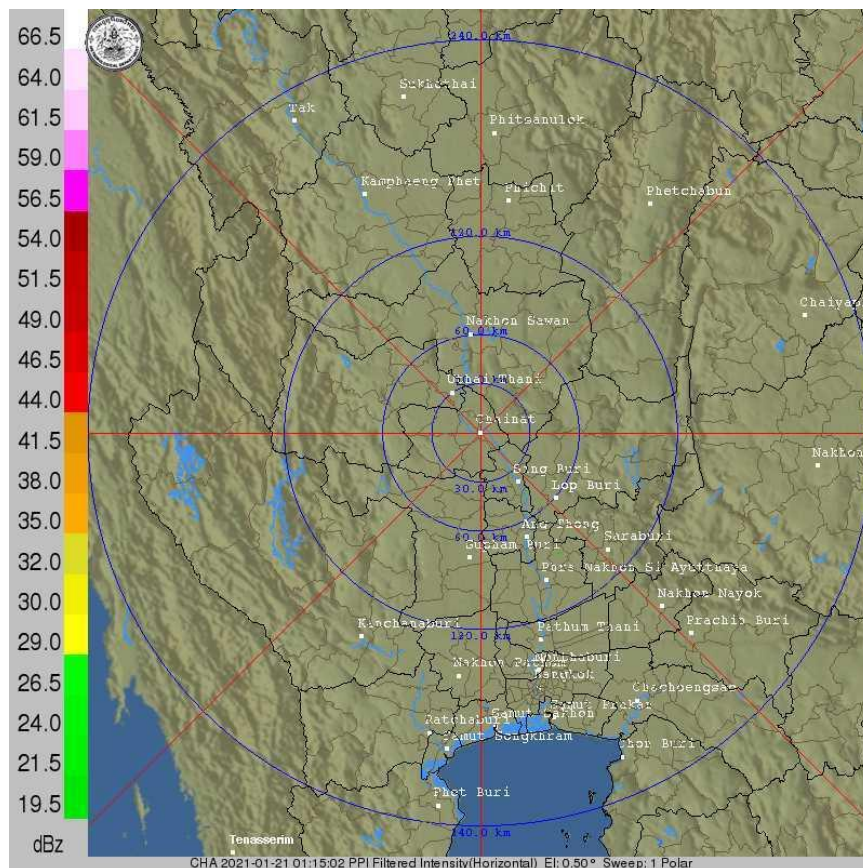 66.5
64.0
61.5
59.0
56.5
54.0
51.5
49.0
46.5
44.0
41.5
38.0
35.0
32.0
30.0
29.0
26.5
24.0
21.5
19.5
dBz
240.0 km
Sukhothai
Tak
Phitsanulok
Kamphaeng Phet
Phichit
Phetchabun
120.0 km
Chaiyap
Nakhon Sawan
60.0 km
Uthai Thani
Chainat
Nakhon
Sing Buri
30.0 km
Lop Buri
Ang Thong
60.0 km
Suphan Buri
Saraburi
Pora Nakhon Si Ayutthaya
Nakhon Nayok
Kanchanaburi
120.0 km
Pathum Thani
Prachin Buri
Nakhon Pathom
Nonthaburi
Bangkok
Chachoengsao
Samut Prakar
Samut Sakhon
Ratchaburi
Samut Songkhram
Chon Buri
Phet Buri
240.0 km
Tenasserim
CHA 2021-01-21 01:15:02 PPI Filtered Intensity(Horizontal) El: 0.50° Sweep: 1 Polar